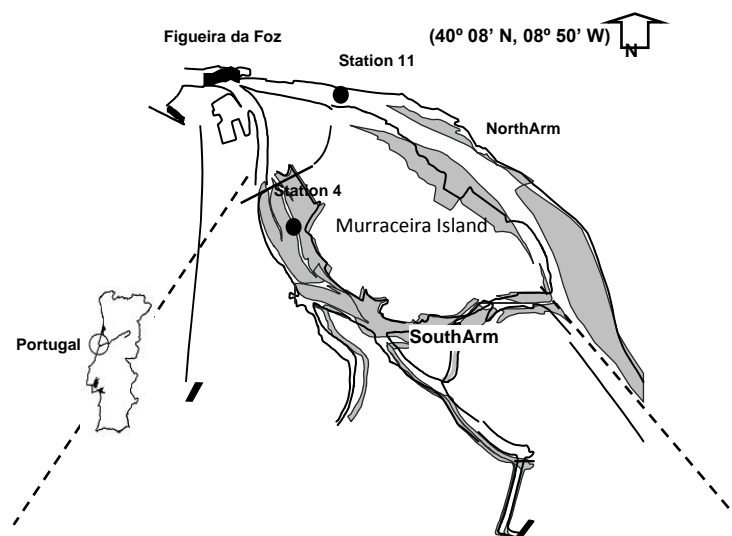 Figueira da Foz
(40º 08’ N, 08º 50’ W)
N
Station 11
NorthArm
Station 4
Murraceira Island
Portugal
SouthArm